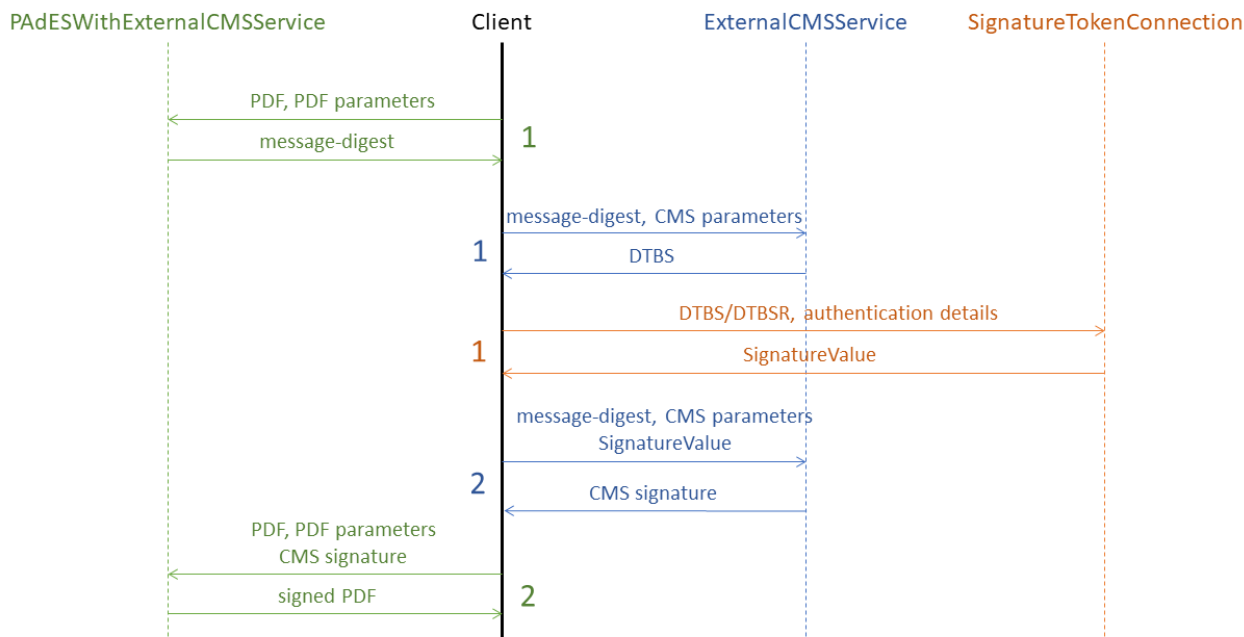 PAdESWithExternalCMSService
Client
ExternalCMSService
SignatureTokenConnection
PDF, PDF parameters
1
message-digest
message-digest, CMS parameters
1
DTBS
DTBS/DTBSR, authentication details
1
SignatureValue
message-digest, CMS parameters
SignatureValue
2
CMS signature
PDF, PDF parameters
CMS signature
2
signed PDF